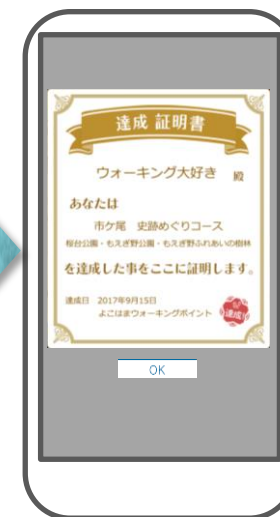 達成 証明書
ウォーキング大好き 殿
あなたは
市ケ尾 史跡めぐりコース
桜台公園・もえぎ野公園・もえぎ野ふれあいの樹林
を達成した事をここに証明します。
達成日 2017年9月15日
よこはまウォーキングポイント
達成!
OK